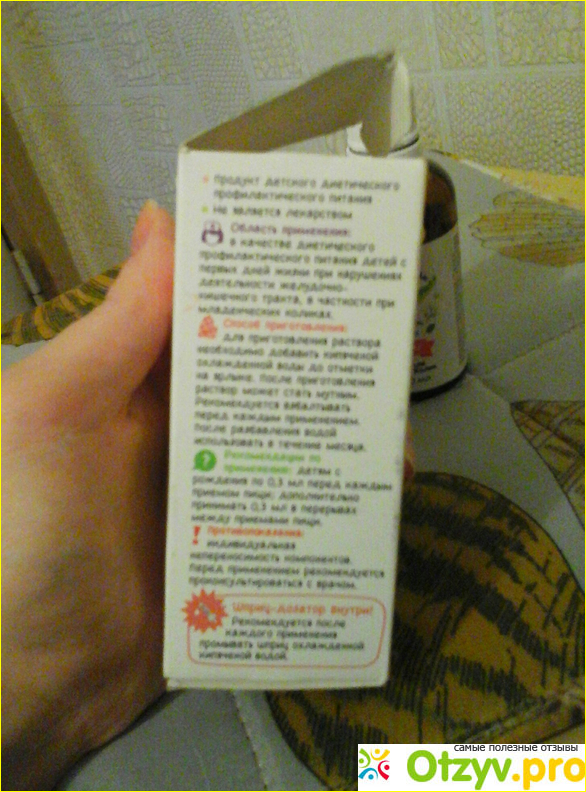 Продукт детского диетического
профилактического питания
Не является лекарством
Область применения:
в качестве диетического
профилактического питания детей с
первых дней жизни при нарушениях
деятельности желудочно-
кишечного тракта, в частности при
младенческих коликах.
Способ приготовления:
для приготовления раствора
необходимо добавить кипяченой
охлажденной воды до отметки
на ярлыке. После приготовления
раствор может стать мутным.
Рекомендуется взбалтывать
перед каждым применением.
После разбавления водой
использовать в течение месяца.
Рекомендации по
применению: детям с
рождения по 0,3 мл перед каждым
приемом пищи; дополнительно
принимать 0,3 мл в перерывах
между приемами пищи.
Противопоказания:
индивидуальная
непереносимость компонентов.
Перед применением рекомендуется
проконсультироваться с врачом.
Шприц-дозатор внутри!
Рекомендуется после
каждого применения
промывать шприц охлажденной
кипяченой водой.
самые полезные отзывы
Otzyv.pro